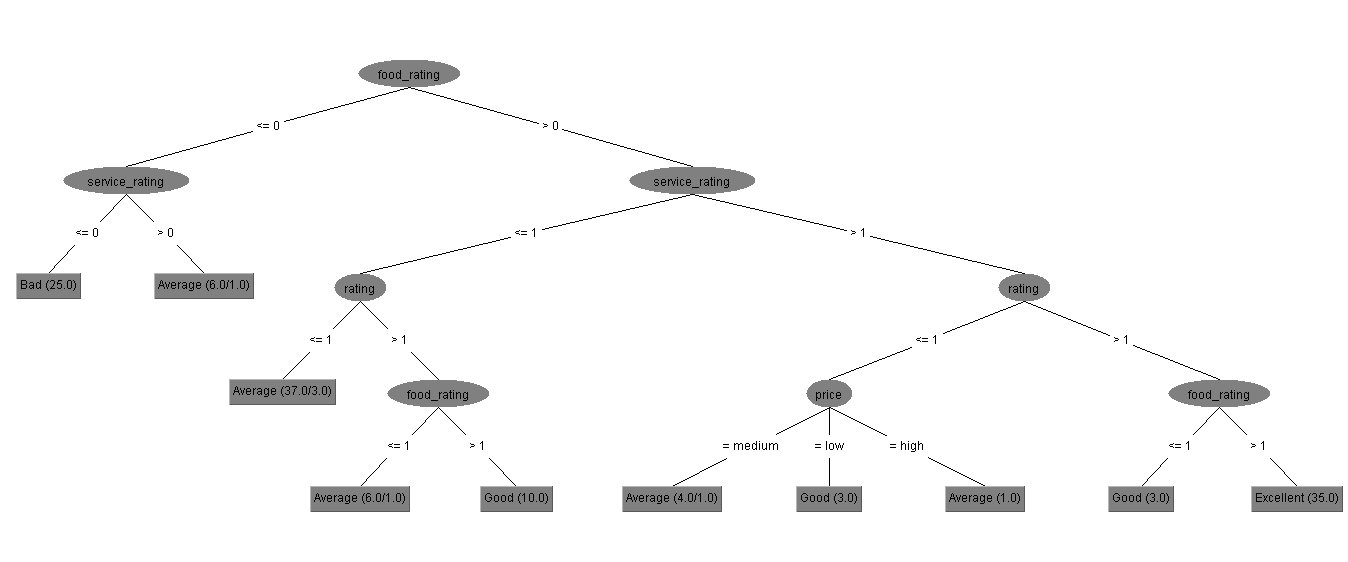 food_rating
<= 0
> 0
service_rating
service_rating
<= 0
> 0
<= 1
> 1
Bad (25.0)
Average (6.0/1.0)
rating
rating
<= 1
> 1
<= 1
> 1
Average (37.0/3.0)
food_rating
price
food_rating
<= 1
> 1
= medium
= low
= high
<= 1
> 1
Average (6.0/1.0)
Good (10.0)
Average (4.0/1.0)
Good (3.0)
Average (1.0)
Good (3.0)
Excellent (35.0)